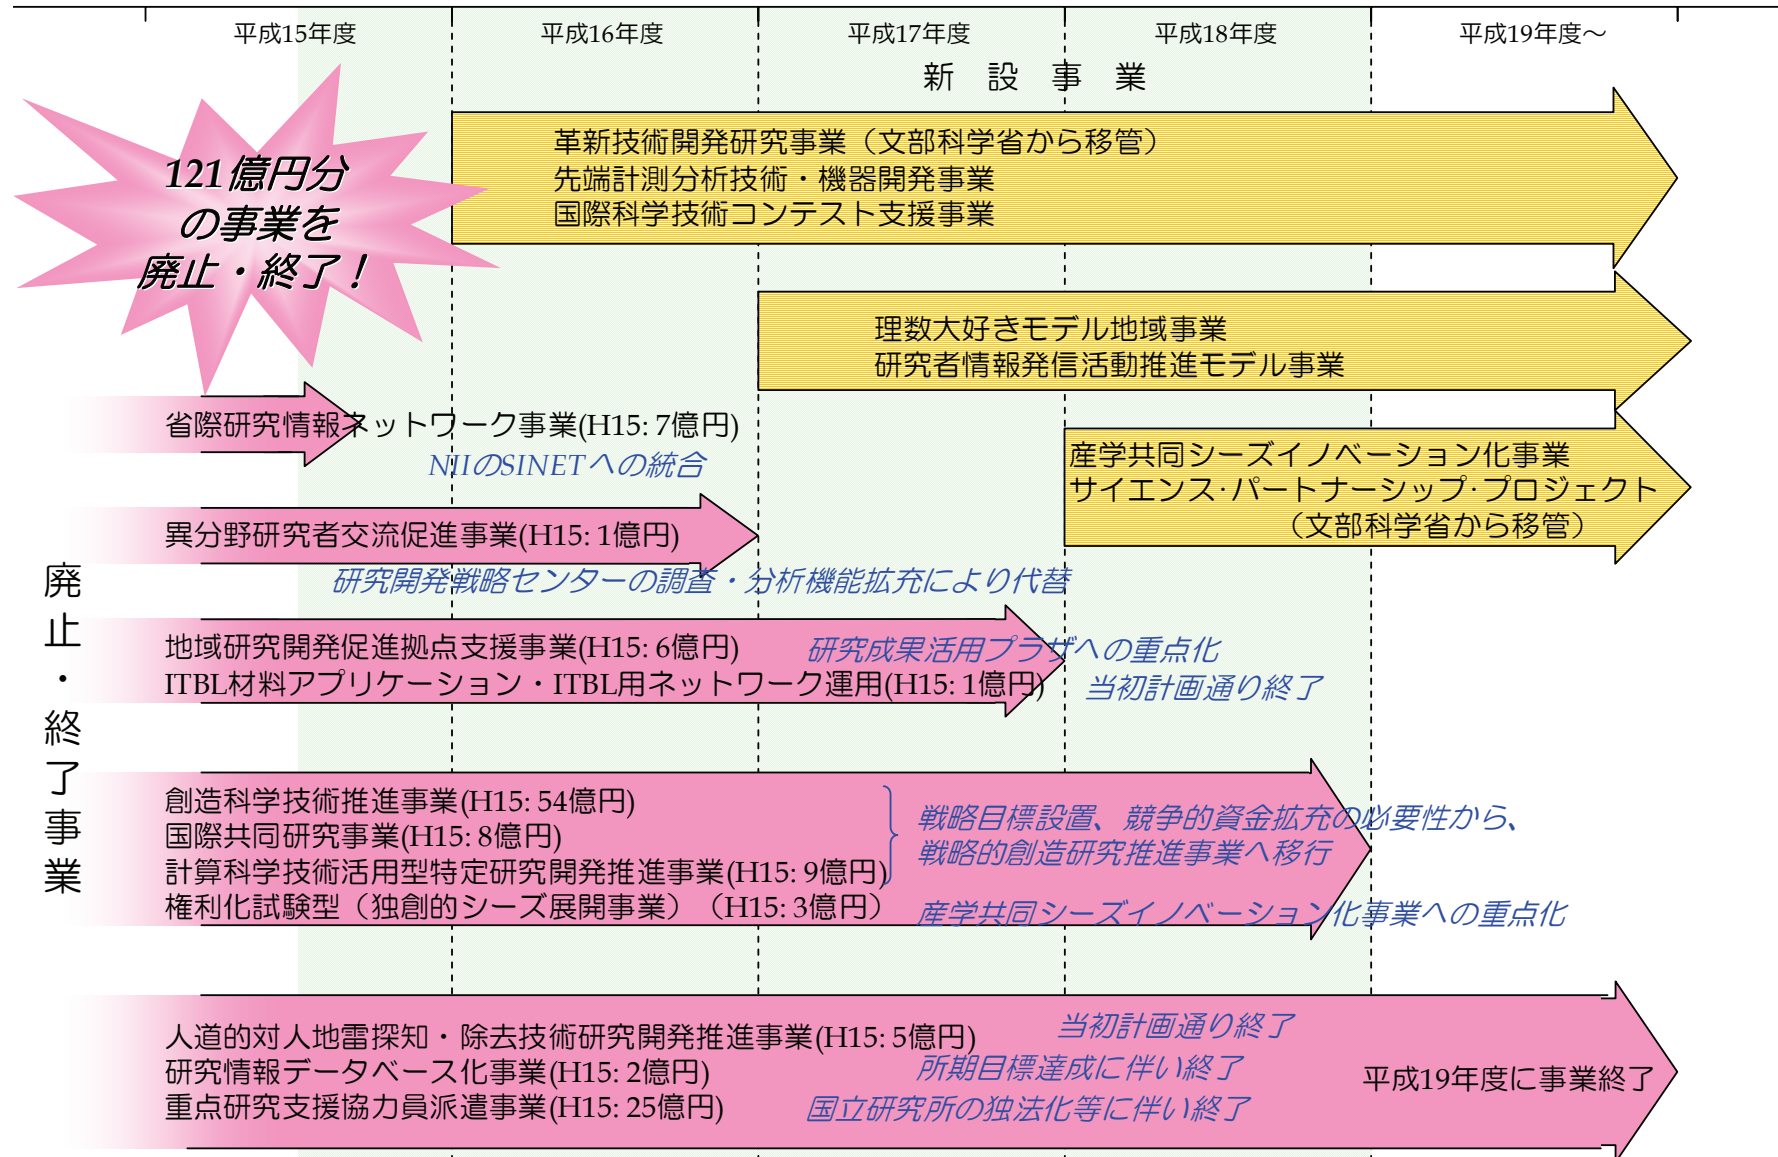 平成15年度 平成16年度 平成17年度 平成18年度 平成19年度～
新設事業
121億円分
の事業を
廃止・終了！
革新技術開発研究事業（文部科学省から移管）
先端計測分析技術・機器開発事業
国際科学技術コンテスト支援事業
理数大好きモデル地域事業
研究者情報発信活動推進モデル事業
産学共同シーズイノベーション化事業
サイエンス・パートナーシップ・プロジェクト
（文部科学省から移管）
廃止・終了事業
省際研究情報ネットワーク事業(H15: 7億円)
NIIのSINETへの統合
異分野研究者交流促進事業(H15: 1億円)
研究開発戦略センターの調査・分析機能拡充により代替
地域研究開発促進拠点支援事業(H15: 6億円) 研究成果活用プラザへの重点化
ITBL材料アプリケーション・ITBL用ネットワーク運用(H15: 1億円) 当初計画通り終了
創造科学技術推進事業(H15: 54億円)
国際共同研究事業(H15: 8億円)
計算科学技術活用型特定研究開発推進事業(H15: 9億円)
戦略目標設置、競争的資金拡充の必要性から、
戦略的創造研究推進事業へ移行
権利化試験型（独創的シーズ展開事業）（H15: 3億円） 産学共同シーズイノベーション化事業への重点化
人道的対人地雷探知・除去技術研究開発推進事業(H15: 5億円) 当初計画通り終了
研究情報データベース化事業(H15: 2億円) 所期目標達成に伴い終了
重点研究支援協力員派遣事業(H15: 25億円) 国立研究所の独法化等に伴い終了
平成19年度に事業終了